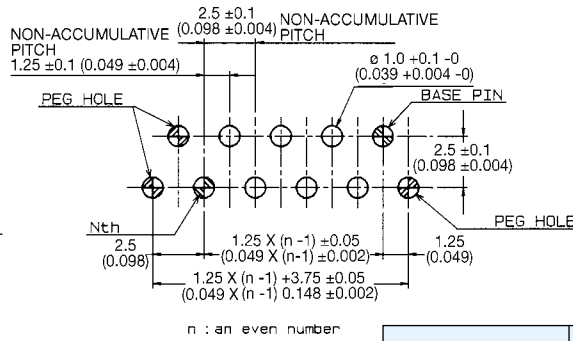 2.5 ±0.1
(0.098 ±0.004)
NON-ACCUMULATIVE
PITCH
NON-ACCUMULATIVE
PITCH
1.25 ±0.1 (0.049 ±0.004)
ø 1.0 +0.1 -0
(0.039 +0.004 -0)
PEG HOLE
BASE PIN
2.5 ±0.1
(0.098 ±0.004)
Nth
PEG HOLE
2.5
(0.098)
1.25 X (n -1) ±0.05
(0.049 X (n-1) ±0.002)
1.25
(0.049)
1.25 X (n -1) +3.75 ±0.05
(0.049 X (n -1) 0.148 ±0.002)
n : an even number